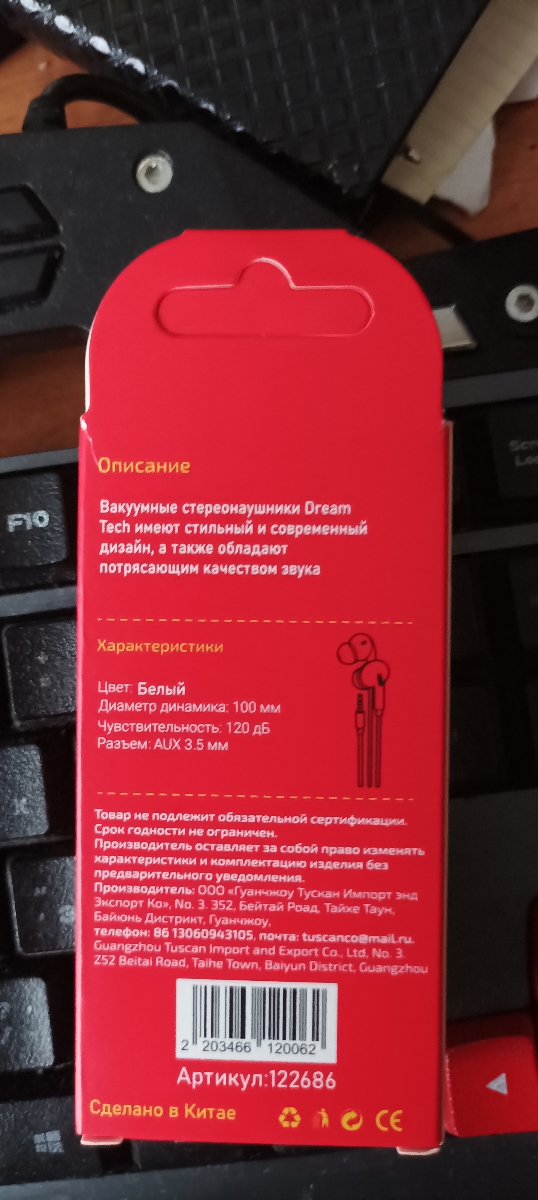 Описание
Вакуумные стереонаушники Dream
Tech имеют стильный и современный
дизайн, а также обладают
потрясающим качеством звука
Характеристики
Цвет: Белый
Диаметр динамика: 100 мм
Чувствительность: 120 дБ
Разъем: AUX 3.5 мм
Товар не подлежит обязательной сертификации.
Срок годности не ограничен.
Производитель оставляет за собой право изменять
характеристики и комплектацию изделия без
предварительного уведомления.
Производитель: ООО «Гуанчжоу Тускан Импорт энд
Экспорт Ко», No. 3. 352, Бейтай Роад, Тайхе Таун,
Байюнь Дистринт, Гуанчжоу,
телефон: 86 13060943105. почта: tuscanco@mail.ru.
Guangzhou Tuscan Import and Export Co., Ltd, No. 3.
252 Beitai Road, Taihe Town, Baiyun District, Guangzhou
2 203466 120062
Артикул:122686
Сделано в Китае
CE
F10
K